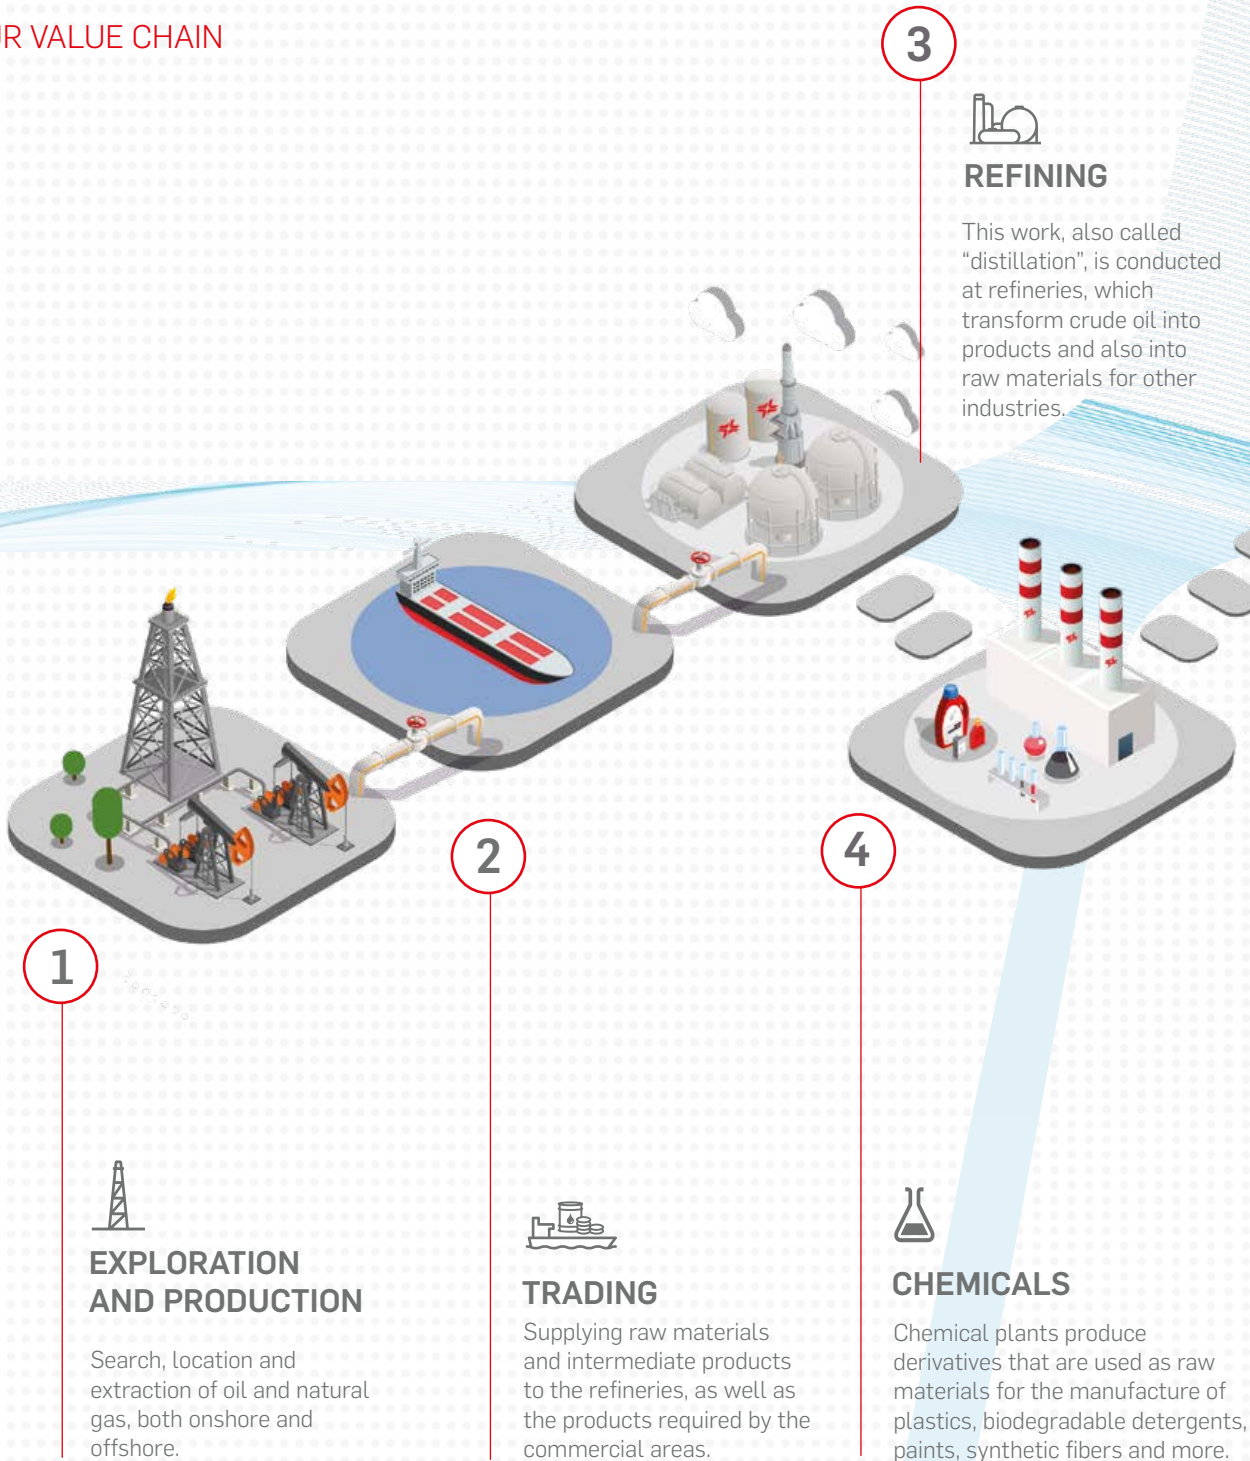 UR VALUE CHAIN
3
REFINING
This work, also called
“distillation”, is conducted
at refineries, which
transform crude oil into
products and also into
raw materials for other
industries.
1
EXPLORATION
AND PRODUCTION
Search, location and
extraction of oil and natural
gas, both onshore and
offshore.
2
TRADING
Supplying raw materials
and intermediate products
to the refineries, as well as
the products required by the
commercial areas.
4
CHEMICALS
Chemical plants produce
derivatives that are used as raw
materials for the manufacture of
plastics, biodegradable detergents,
paints, synthetic fibers and more.